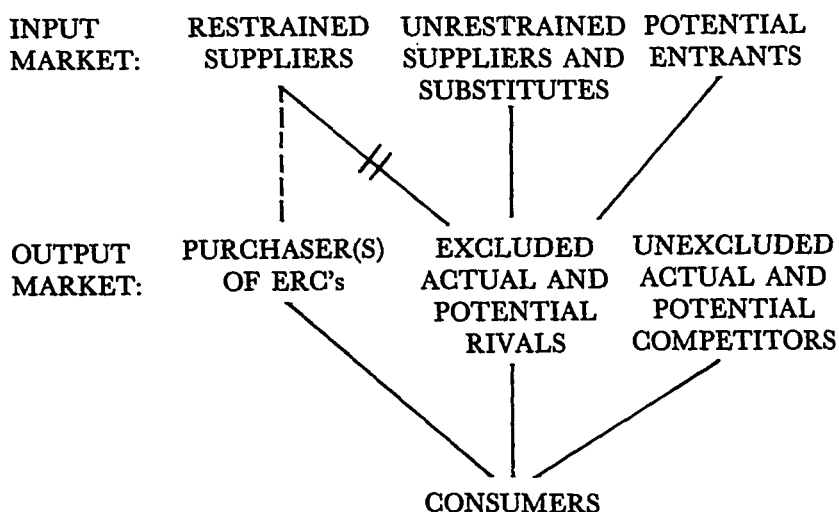 INPUT MARKET:
RESTRAINED SUPPLIERS
UNRESTRAINED SUPPLIERS AND SUBSTITUTES
POTENTIAL ENTRANTS
OUTPUT MARKET:
PURCHASER(S) OF ERC's
EXCLUDED ACTUAL AND POTENTIAL RIVALS
UNEXCLUDED ACTUAL AND POTENTIAL COMPETITORS
CONSUMERS